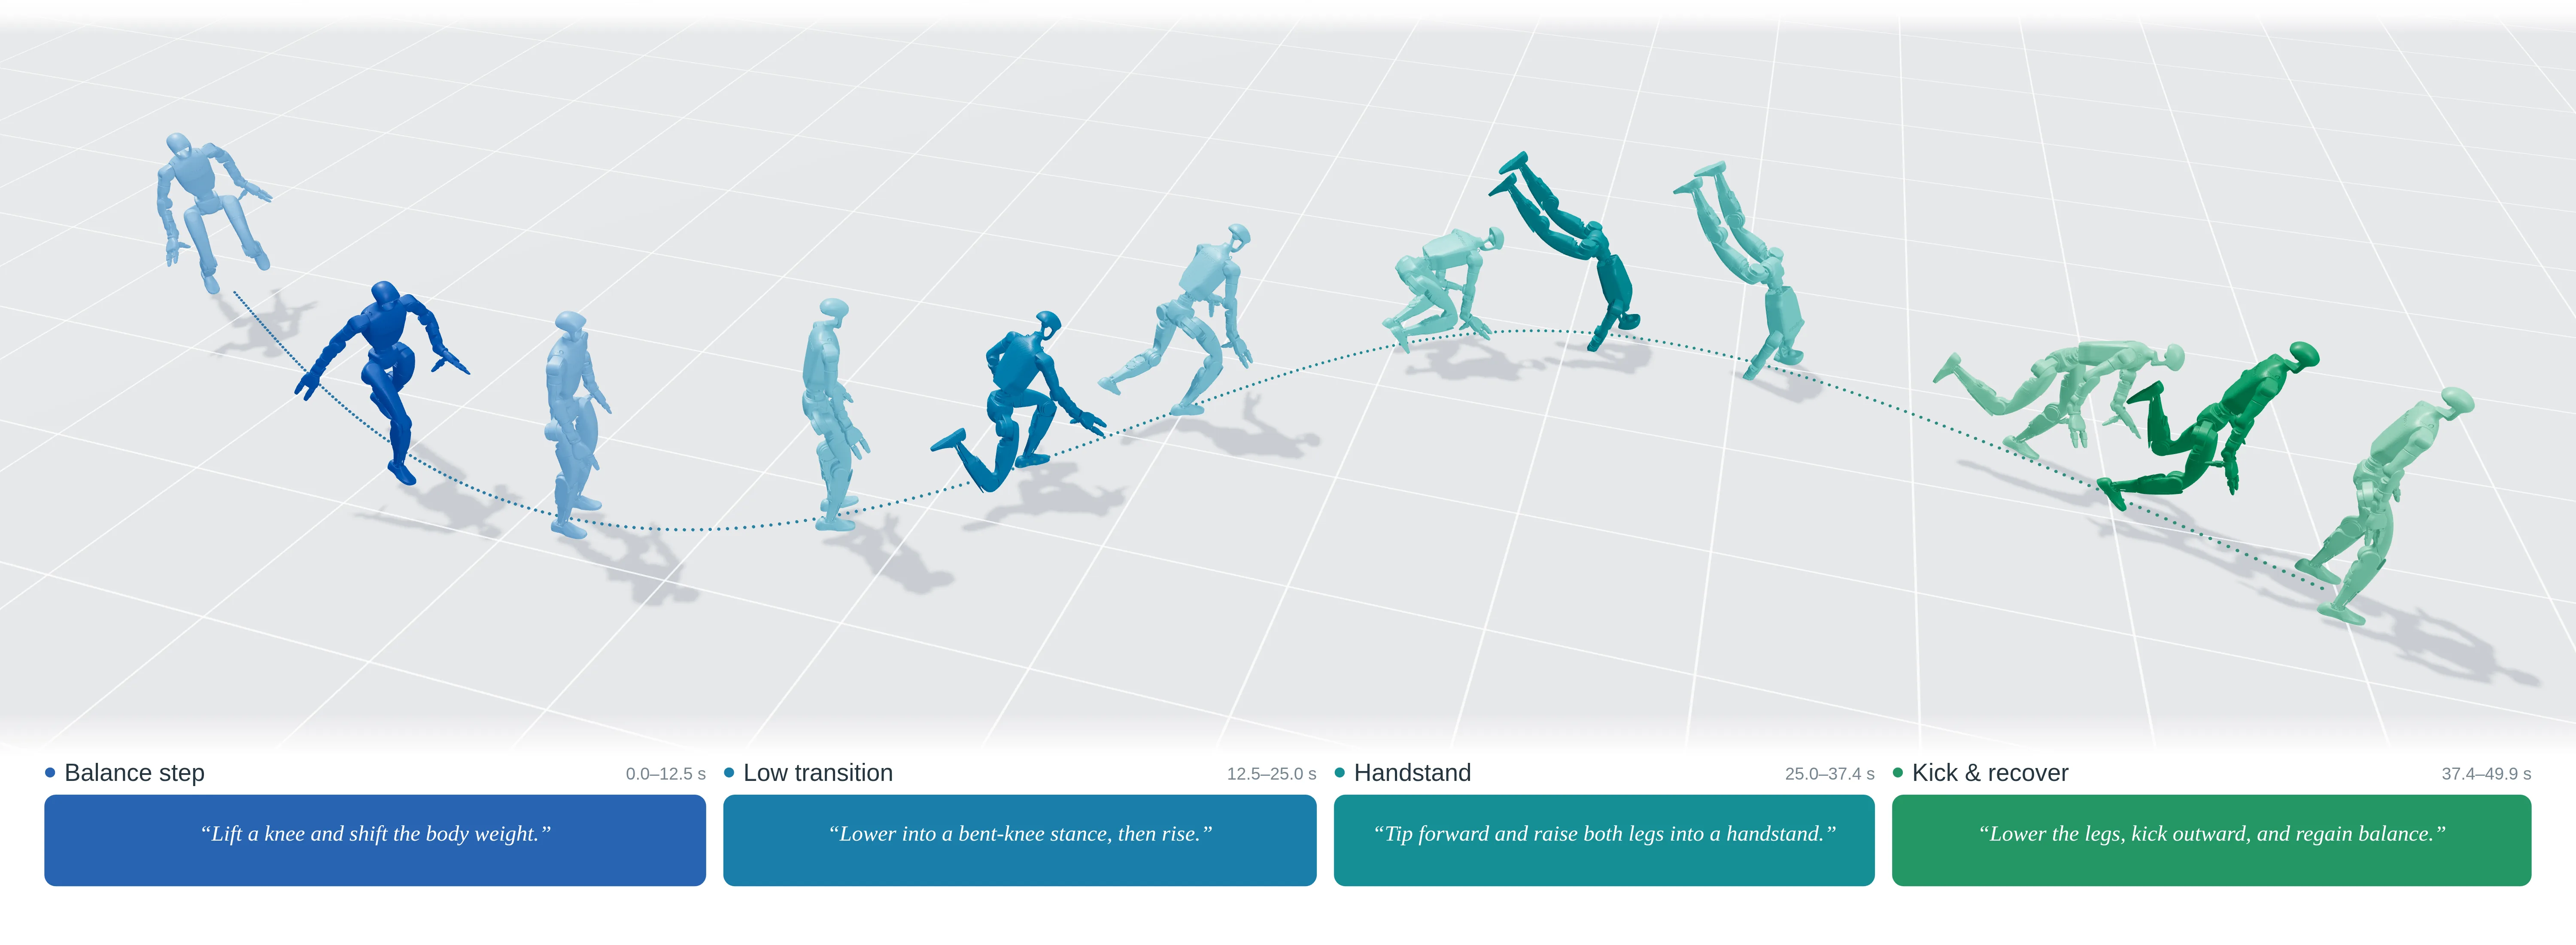 Balance step 0.0–12.5 s
“Lift a knee and shift the body weight.”
Low transition 12.5–25.0 s
“Lower into a bent-knee stance, then rise.”
Handstand 25.0–37.4 s
“Tip forward and raise both legs into a handstand.”
Kick & recover 37.4–49.9 s
“Lower the legs, kick outward, and regain balance.”